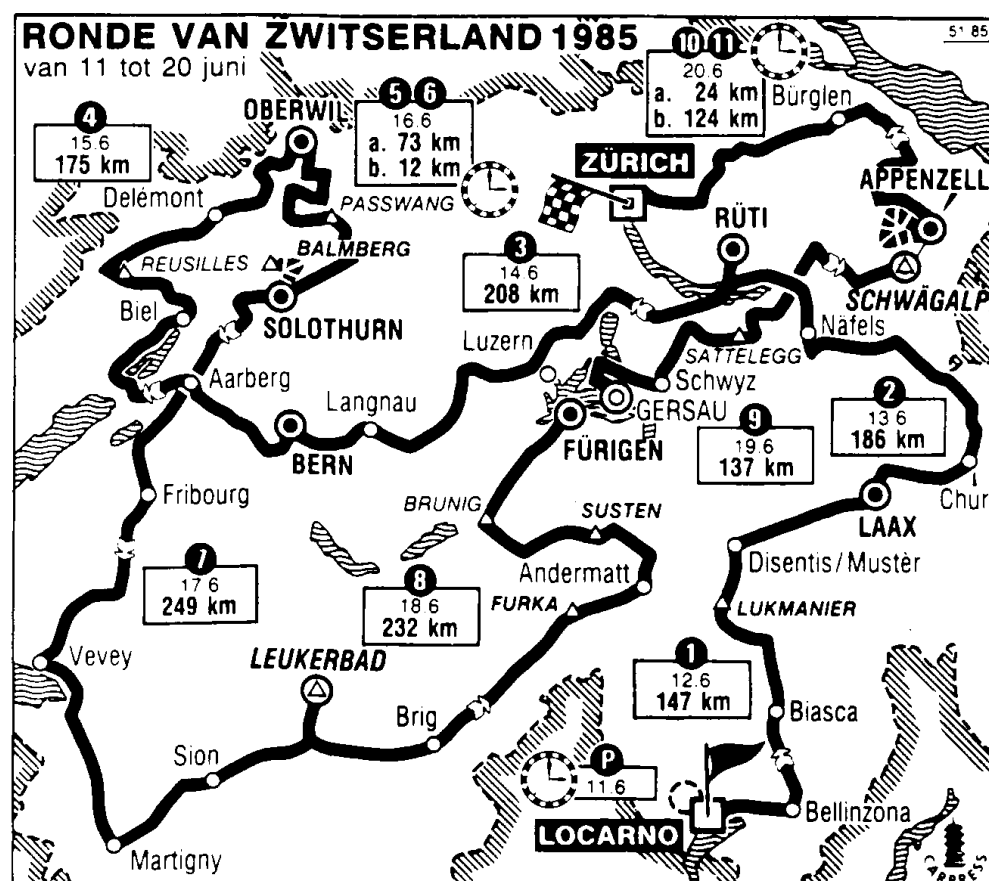 RONDE VAN ZWITSERLAND 1985
van 11 tot 20 juni
51 85
10 11
20.6
a. 24 km
b. 124 km
Bürglen
4
15.6
175 km
OBERWIL
5 6
16.6
a. 73 km
b. 12 km
ZÜRICH
APPENZELL
Delémont
PASSWANG
RÜTI
BALMBERG
REUSILLES
3
14.6
208 km
SCHWÄGALP
Biel
SOLOTHURN
Luzern
SATTELEGG
Näfels
Aarberg
Langnau
Schwyz
GERSAU
2
13 6
186 km
BERN
FÜRIGEN
9
19.6
137 km
Fribourg
BRUNIG
SUSTEN
LAAX
Chur
7
17 6
249 km
8
18.6
232 km
Andermatt
Disentis/Mustèr
FURKA
LUKMANIER
Vevey
LEUKERBAD
1
12.6
147 km
Brig
Biasca
Sion
P
11.6
LOCARNO
Bellinzona
Martigny
CARPRESS